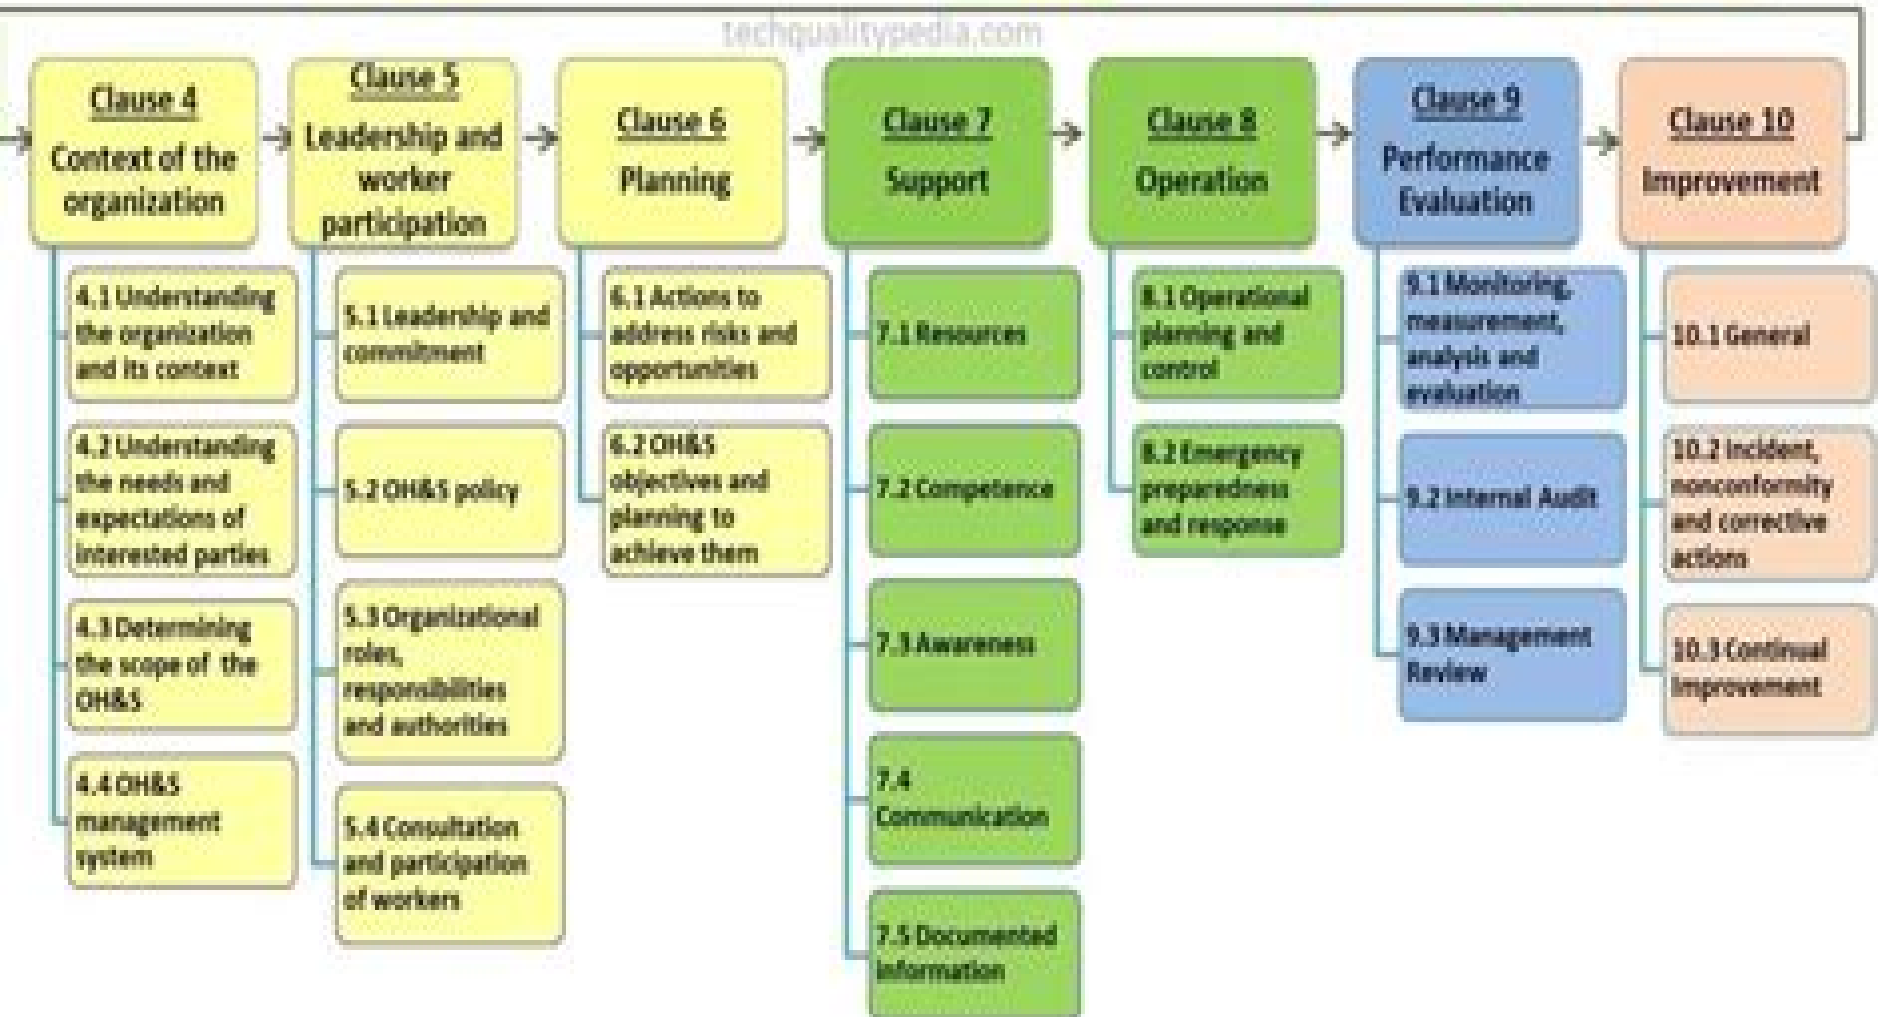 techqualitypedia.com
Clause 4
Context of the
organization
4.1 Understanding
the organization
and its context
4.2 Understanding
the needs and
expectations of
interested parties
4.3 Determining
the scope of the
OH&S
4.4 OH&S
management
system
Clause 5
Leadership and
worker
participation
5.1 Leadership and
commitment
5.2 OH&S policy
5.3 Organizational
roles,
responsibilities
and authorities
5.4 Consultation
and participation
of workers
Clause 6
Planning
6.1 Actions to
address risks and
opportunities
6.2 OH&S
objectives and
planning to
achieve them
Clause 7
Support
7.1 Resources
7.2 Competence
7.3 Awareness
7.4
Communication
7.5 Documented
information
Clause 8
Operation
8.1 Operational
planning and
control
8.2 Emergency
preparedness
and response
Clause 9
Performance
Evaluation
9.1 Monitoring,
measurement,
analysis and
evaluation
9.2 Internal Audit
9.3 Management
Review
Clause 10
Improvement
10.1 General
10.2 Incident,
nonconformity
and corrective
actions
10.3 Continual
Improvement